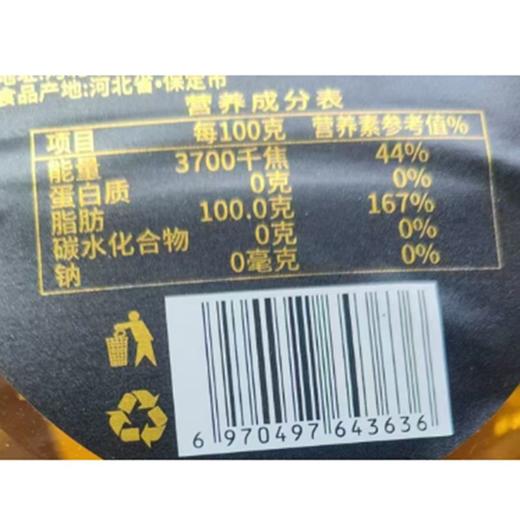 食品产地:河北省·保定市
营养成分表
项目 每100克 营养素参考值%
能量 3700千焦 44%
蛋白质 0克 0%
脂肪 100.0克 167%
碳水化合物 0克 0%
钠 0毫克 0%
6 970497 643636